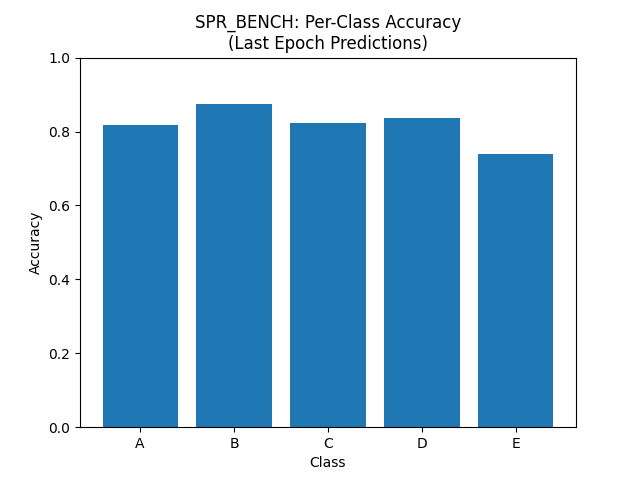 SPR_BENCH: Per-Class Accuracy
(Last Epoch Predictions)
1.0
0.8
0.6
0.4
0.2
0.0
Accuracy
A B C D E
Class